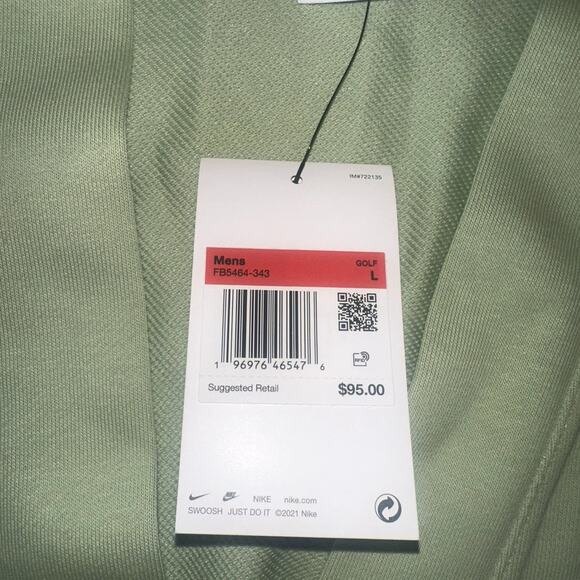 IM#722135
Mens GOLF
FB5464-343 L
1 96976 46547 6
RFID
Suggested Retail $95.00
NIKE nike.com
SWOOSH JUST DO IT ©2021 Nike